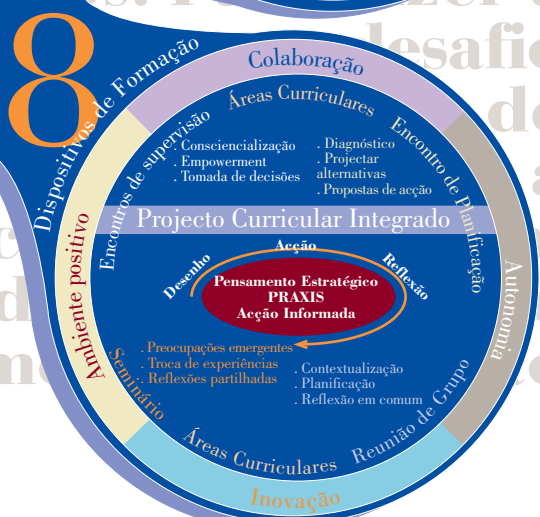 8
Dispositivos de Formação
Colaboração
Áreas Curriculares
Encontros de supervisão
Encontro de Planificação
. Consciencialização
. Empowerment
. Tomada de decisões
. Diagnóstico
. Projectar
alternativas
. Propostas de acção
Projecto Curricular Integrado
Ambiente positivo
Autonomia
Desenho
Acção
Reflexão
Pensamento Estratégico
PRAXIS
Acção Informada
. Preocupações emergentes
. Troca de experiências
. Reflexões partilhadas
. Contextualização
. Planificação
. Reflexão em comum
Seminário
Reunião de Grupo
Áreas Curriculares
Inovação